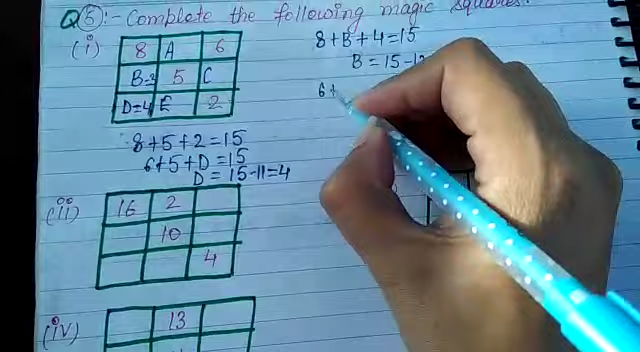 Q5:- Complete the following magic squares:
(i)
8 A 6
B=3 5 C
D=4 E 2
8+5+2=15
6+5+D=15
D = 15-11=4
8+B+4=15
B = 15-12
6+
(ii)
16 2
10
4
(iv)
13